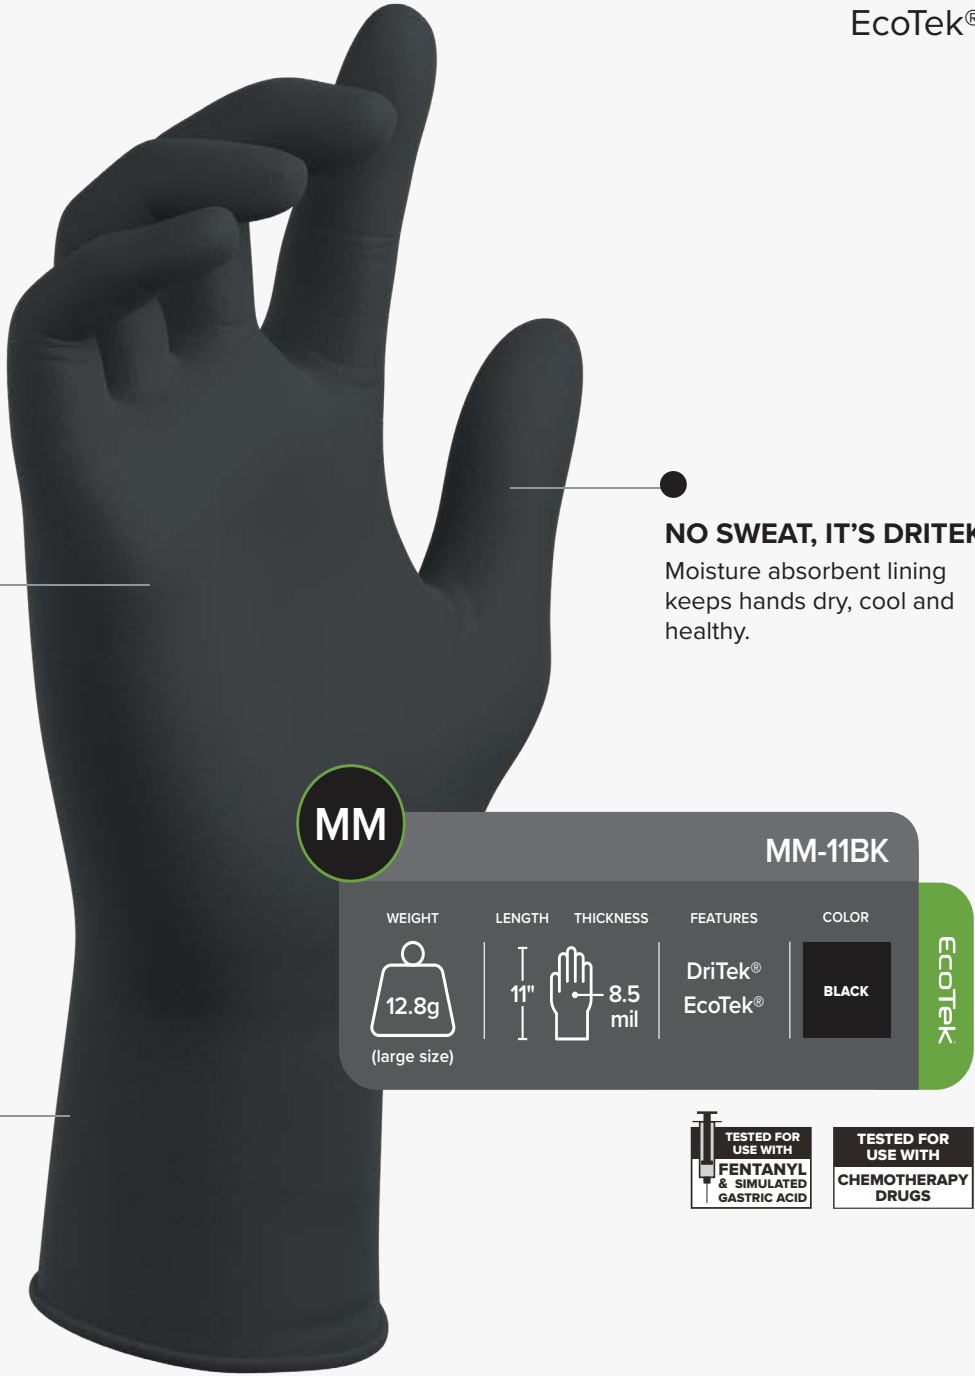 EcoTek®
NO SWEAT, IT’S DRITEK
Moisture absorbent lining
keeps hands dry, cool and
healthy.
MM
MM-11BK
WEIGHT
LENGTH
THICKNESS
FEATURES
COLOR
12.8g
(large size)
11"
8.5
mil
DriTek®
EcoTek®
BLACK
EcoTek
TESTED FOR
USE WITH
FENTANYL
& SIMULATED
GASTRIC ACID
TESTED FOR
USE WITH
CHEMOTHERAPY
DRUGS